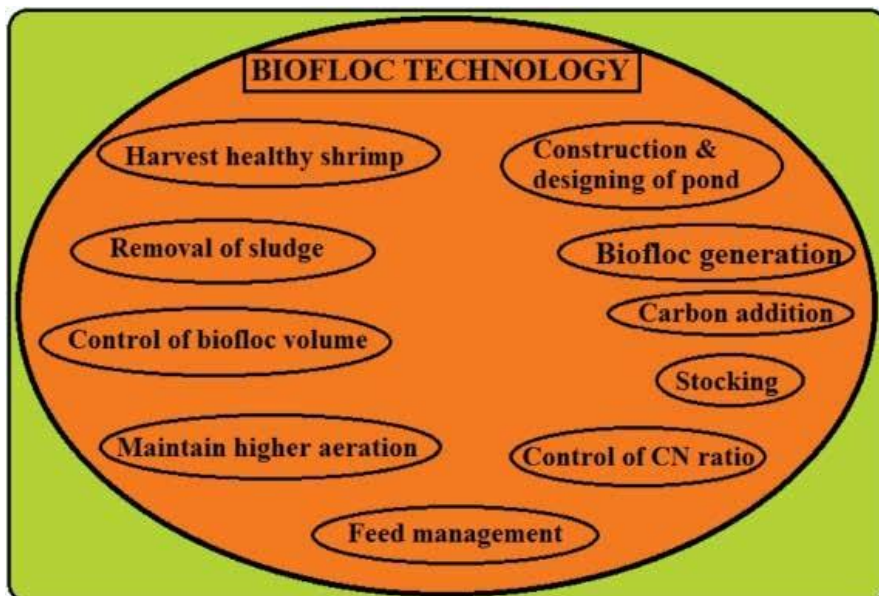 BIOFLOC TECHNOLOGY
Harvest healthy shrimp
Construction &
designing of pond
Removal of sludge
Biofloc generation
Carbon addition
Control of biofloc volume
Stocking
Maintain higher aeration
Control of CN ratio
Feed management